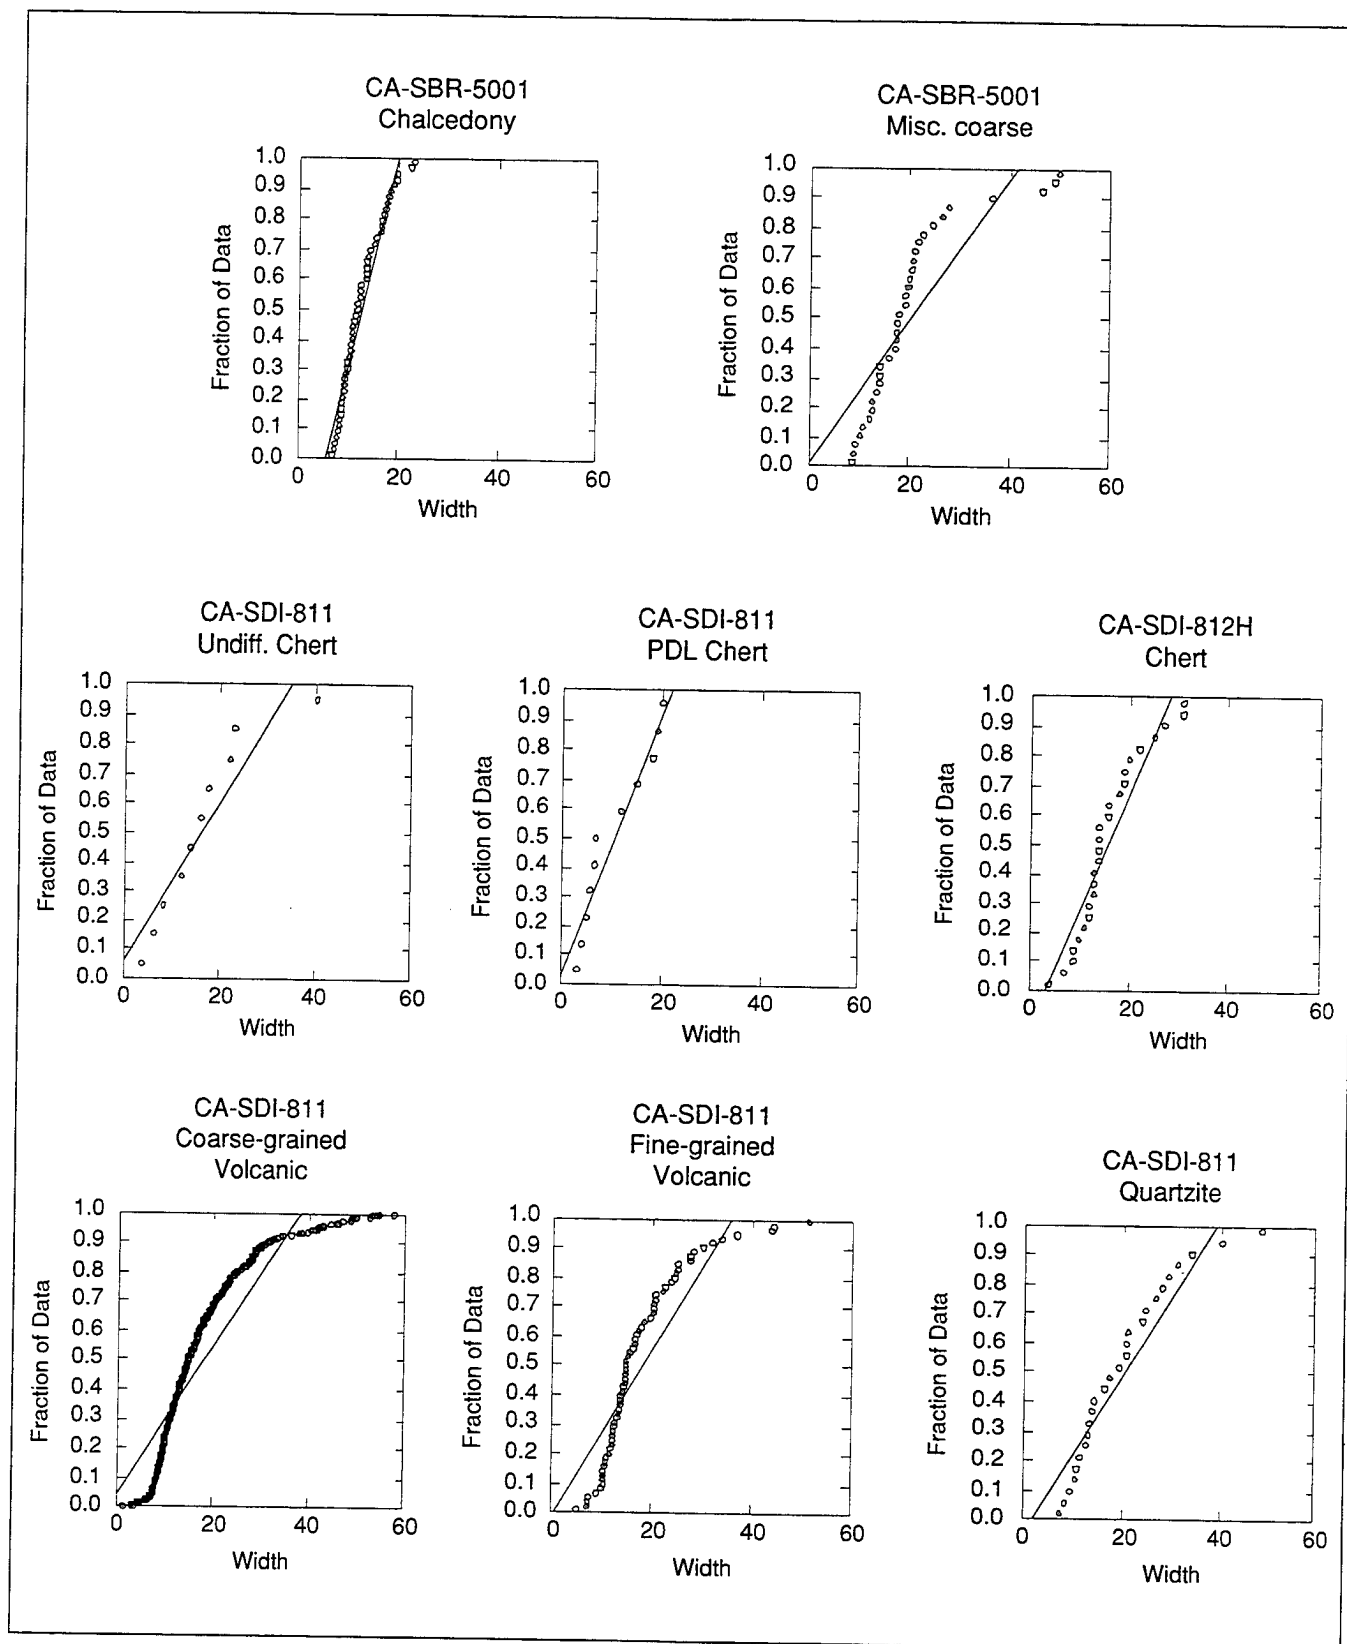 CA-SBR-5001
Chalcedony
1.0
0.9
0.8
0.7
0.6
0.5
0.4
0.3
0.2
0.1
0.0
Fraction of Data
0 20 40 60
Width
CA-SBR-5001
Misc. coarse
1.0
0.9
0.8
0.7
0.6
0.5
0.4
0.3
0.2
0.1
0.0
Fraction of Data
0 20 40 60
Width
CA-SDI-811
Undiff. Chert
1.0
0.9
0.8
0.7
0.6
0.5
0.4
0.3
0.2
0.1
0.0
Fraction of Data
0 20 40 60
Width
CA-SDI-811
PDL Chert
1.0
0.9
0.8
0.7
0.6
0.5
0.4
0.3
0.2
0.1
0.0
Fraction of Data
0 20 40 60
Width
CA-SDI-812H
Chert
1.0
0.9
0.8
0.7
0.6
0.5
0.4
0.3
0.2
0.1
0.0
Fraction of Data
0 20 40 60
Width
CA-SDI-811
Coarse-grained
Volcanic
1.0
0.9
0.8
0.7
0.6
0.5
0.4
0.3
0.2
0.1
0.0
Fraction of Data
0 20 40 60
Width
CA-SDI-811
Fine-grained
Volcanic
1.0
0.9
0.8
0.7
0.6
0.5
0.4
0.3
0.2
0.1
0.0
Fraction of Data
0 20 40 60
Width
CA-SDI-811
Quartzite
1.0
0.9
0.8
0.7
0.6
0.5
0.4
0.3
0.2
0.1
0.0
Fraction of Data
0 20 40 60
Width